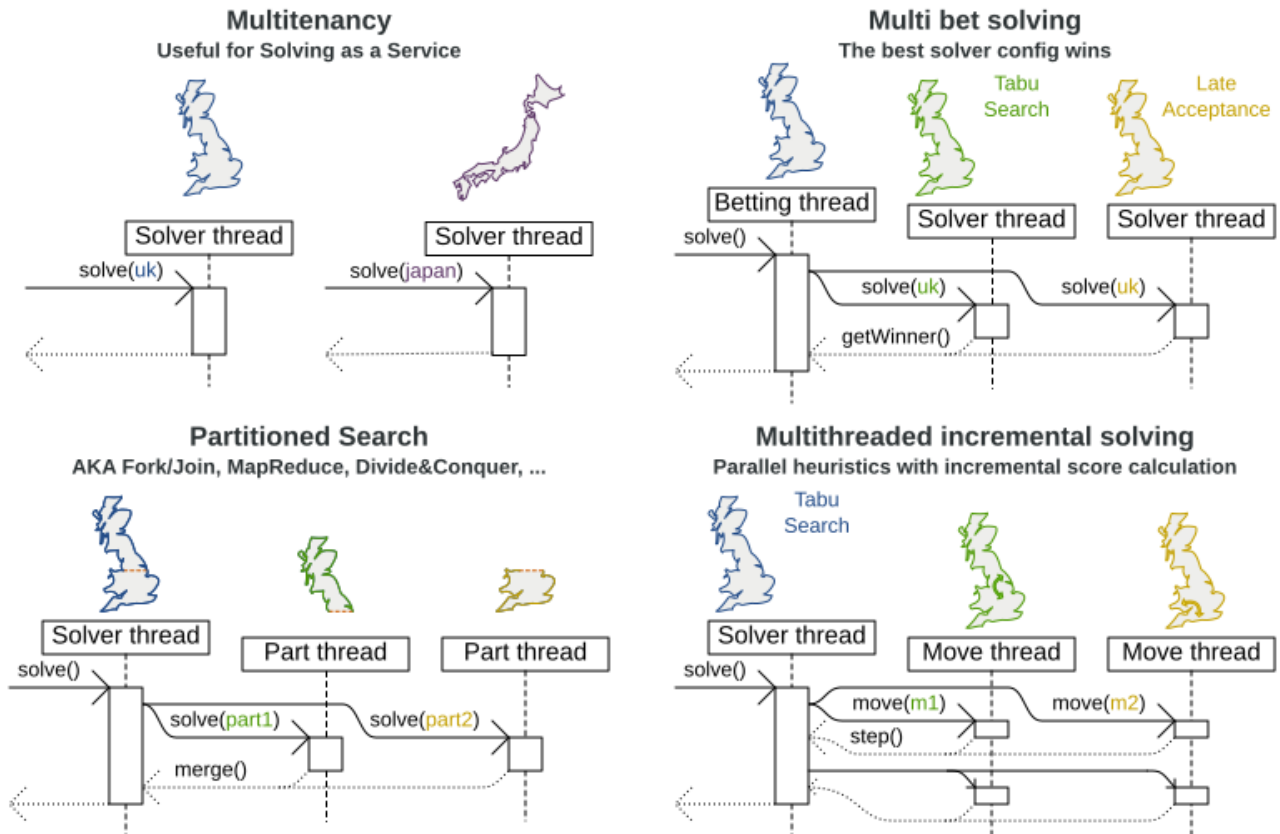 Multitenancy
Useful for Solving as a Service
Solver thread
Solver thread
solve(uk)
solve(japan)
Multi bet solving
The best solver config wins
Tabu
Search
Late
Acceptance
Betting thread
Solver thread
Solver thread
solve()
solve(uk)
solve(uk)
getWinner()
Partitioned Search
AKA Fork/Join, MapReduce, Divide&Conquer, ...
Solver thread
Part thread
Part thread
solve()
solve(part1)
solve(part2)
merge()
Multithreaded incremental solving
Parallel heuristics with incremental score calculation
Tabu
Search
Solver thread
Move thread
Move thread
solve()
move(m1)
move(m2)
step()